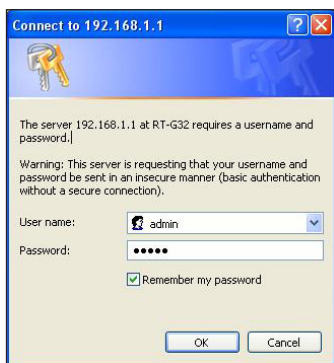 Connect to 192.168.1.1
The server 192.168.1.1 at RT-G32 requires a username and
password.
Warning: This server is requesting that your username and
password be sent in an insecure manner (basic authentication
without a secure connection).
User name:
admin
Password:
•••••
Remember my password
OK
Cancel